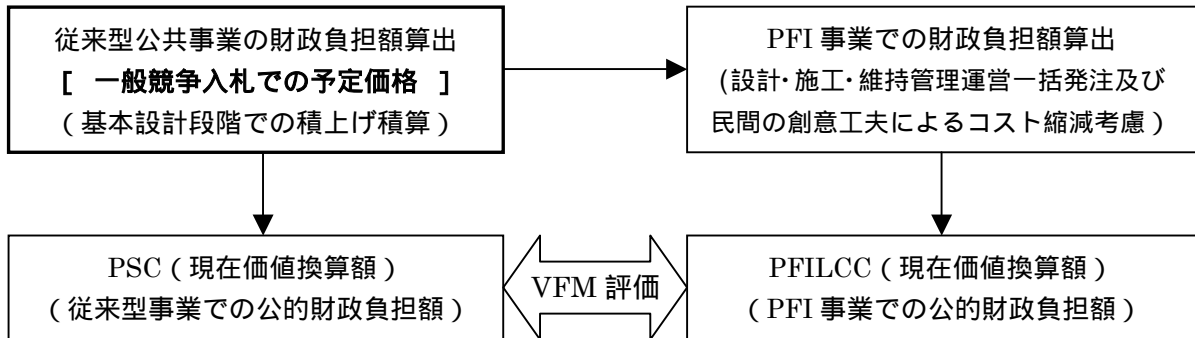 従来型公共事業の財政負担額算出
[ 一般競争入札での予定価格 ]
(基本設計段階での積上げ積算)
PFI 事業での財政負担額算出
(設計・施工・維持管理運営一括発注及び
民間の創意工夫によるコスト縮減考慮)
PSC(現在価値換算額)
(従来型事業での公的財政負担額)
VFM 評価
PFILCC(現在価値換算額)
(PFI 事業での公的財政負担額)